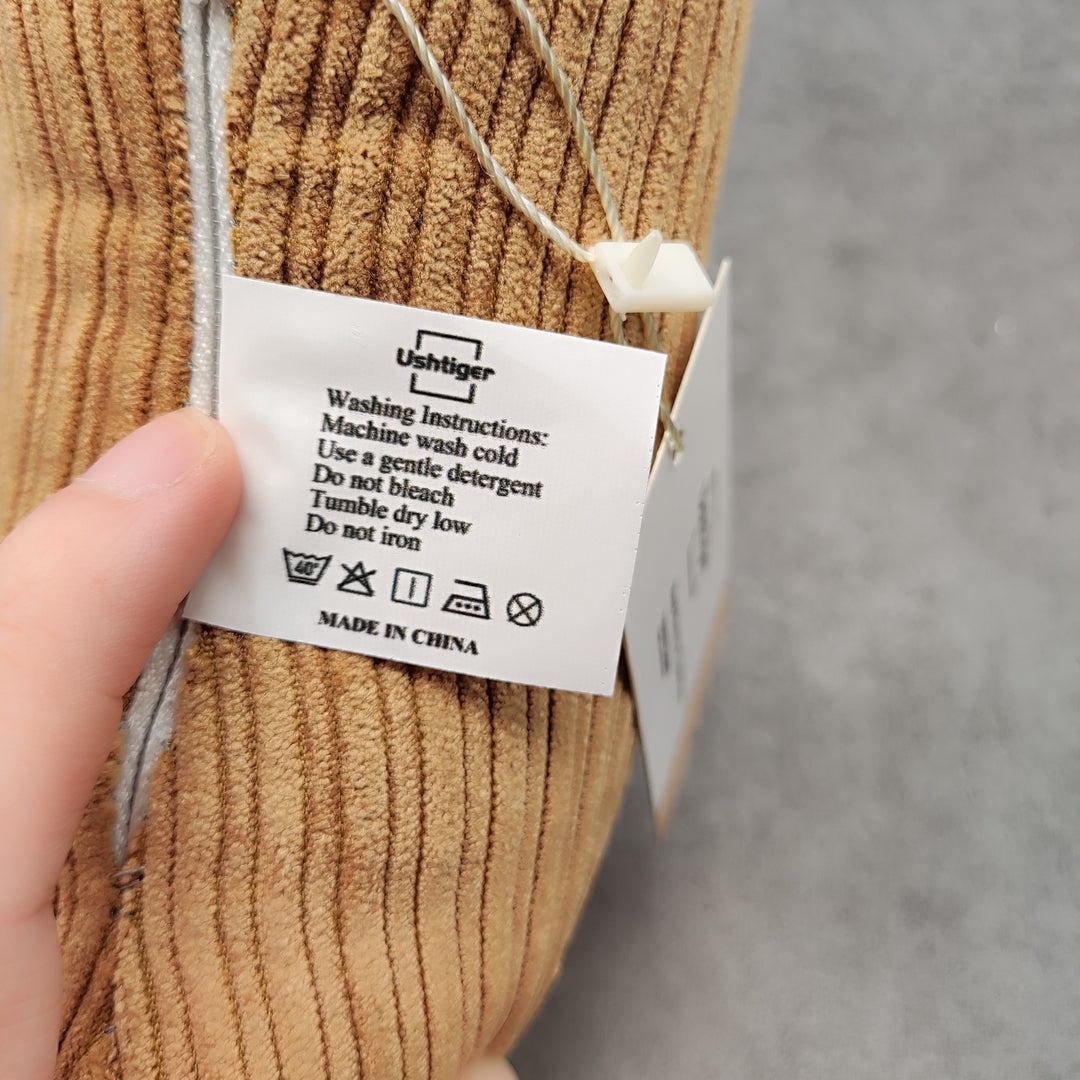 Ushtiger
Washing Instructions:
Machine wash cold
Use a gentle detergent
Do not bleach
Tumble dry low
Do not iron
40°
MADE IN CHINA